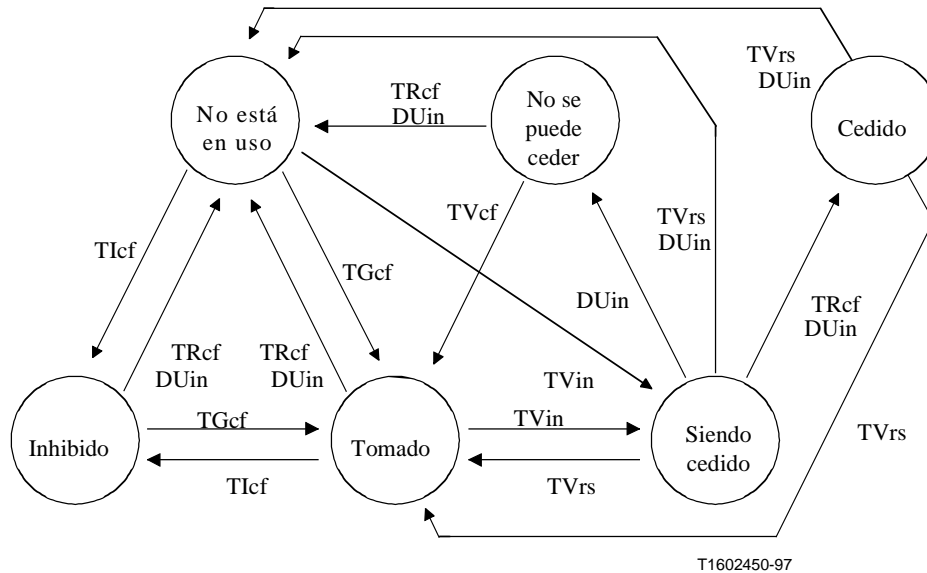 TVrs
DUin
No está
en uso
TRcf
DUin
No se
puede
ceder
Cedido
TIcf
TGcf
TVcf
TVrs
DUin
DUin
TRcf
DUin
TRcf
DUin
TRcf
DUin
TVin
Inhibido
TGcf
TIcf
Tomado
TVin
TVrs
Siendo
cedido
TVrs
T1602450-97